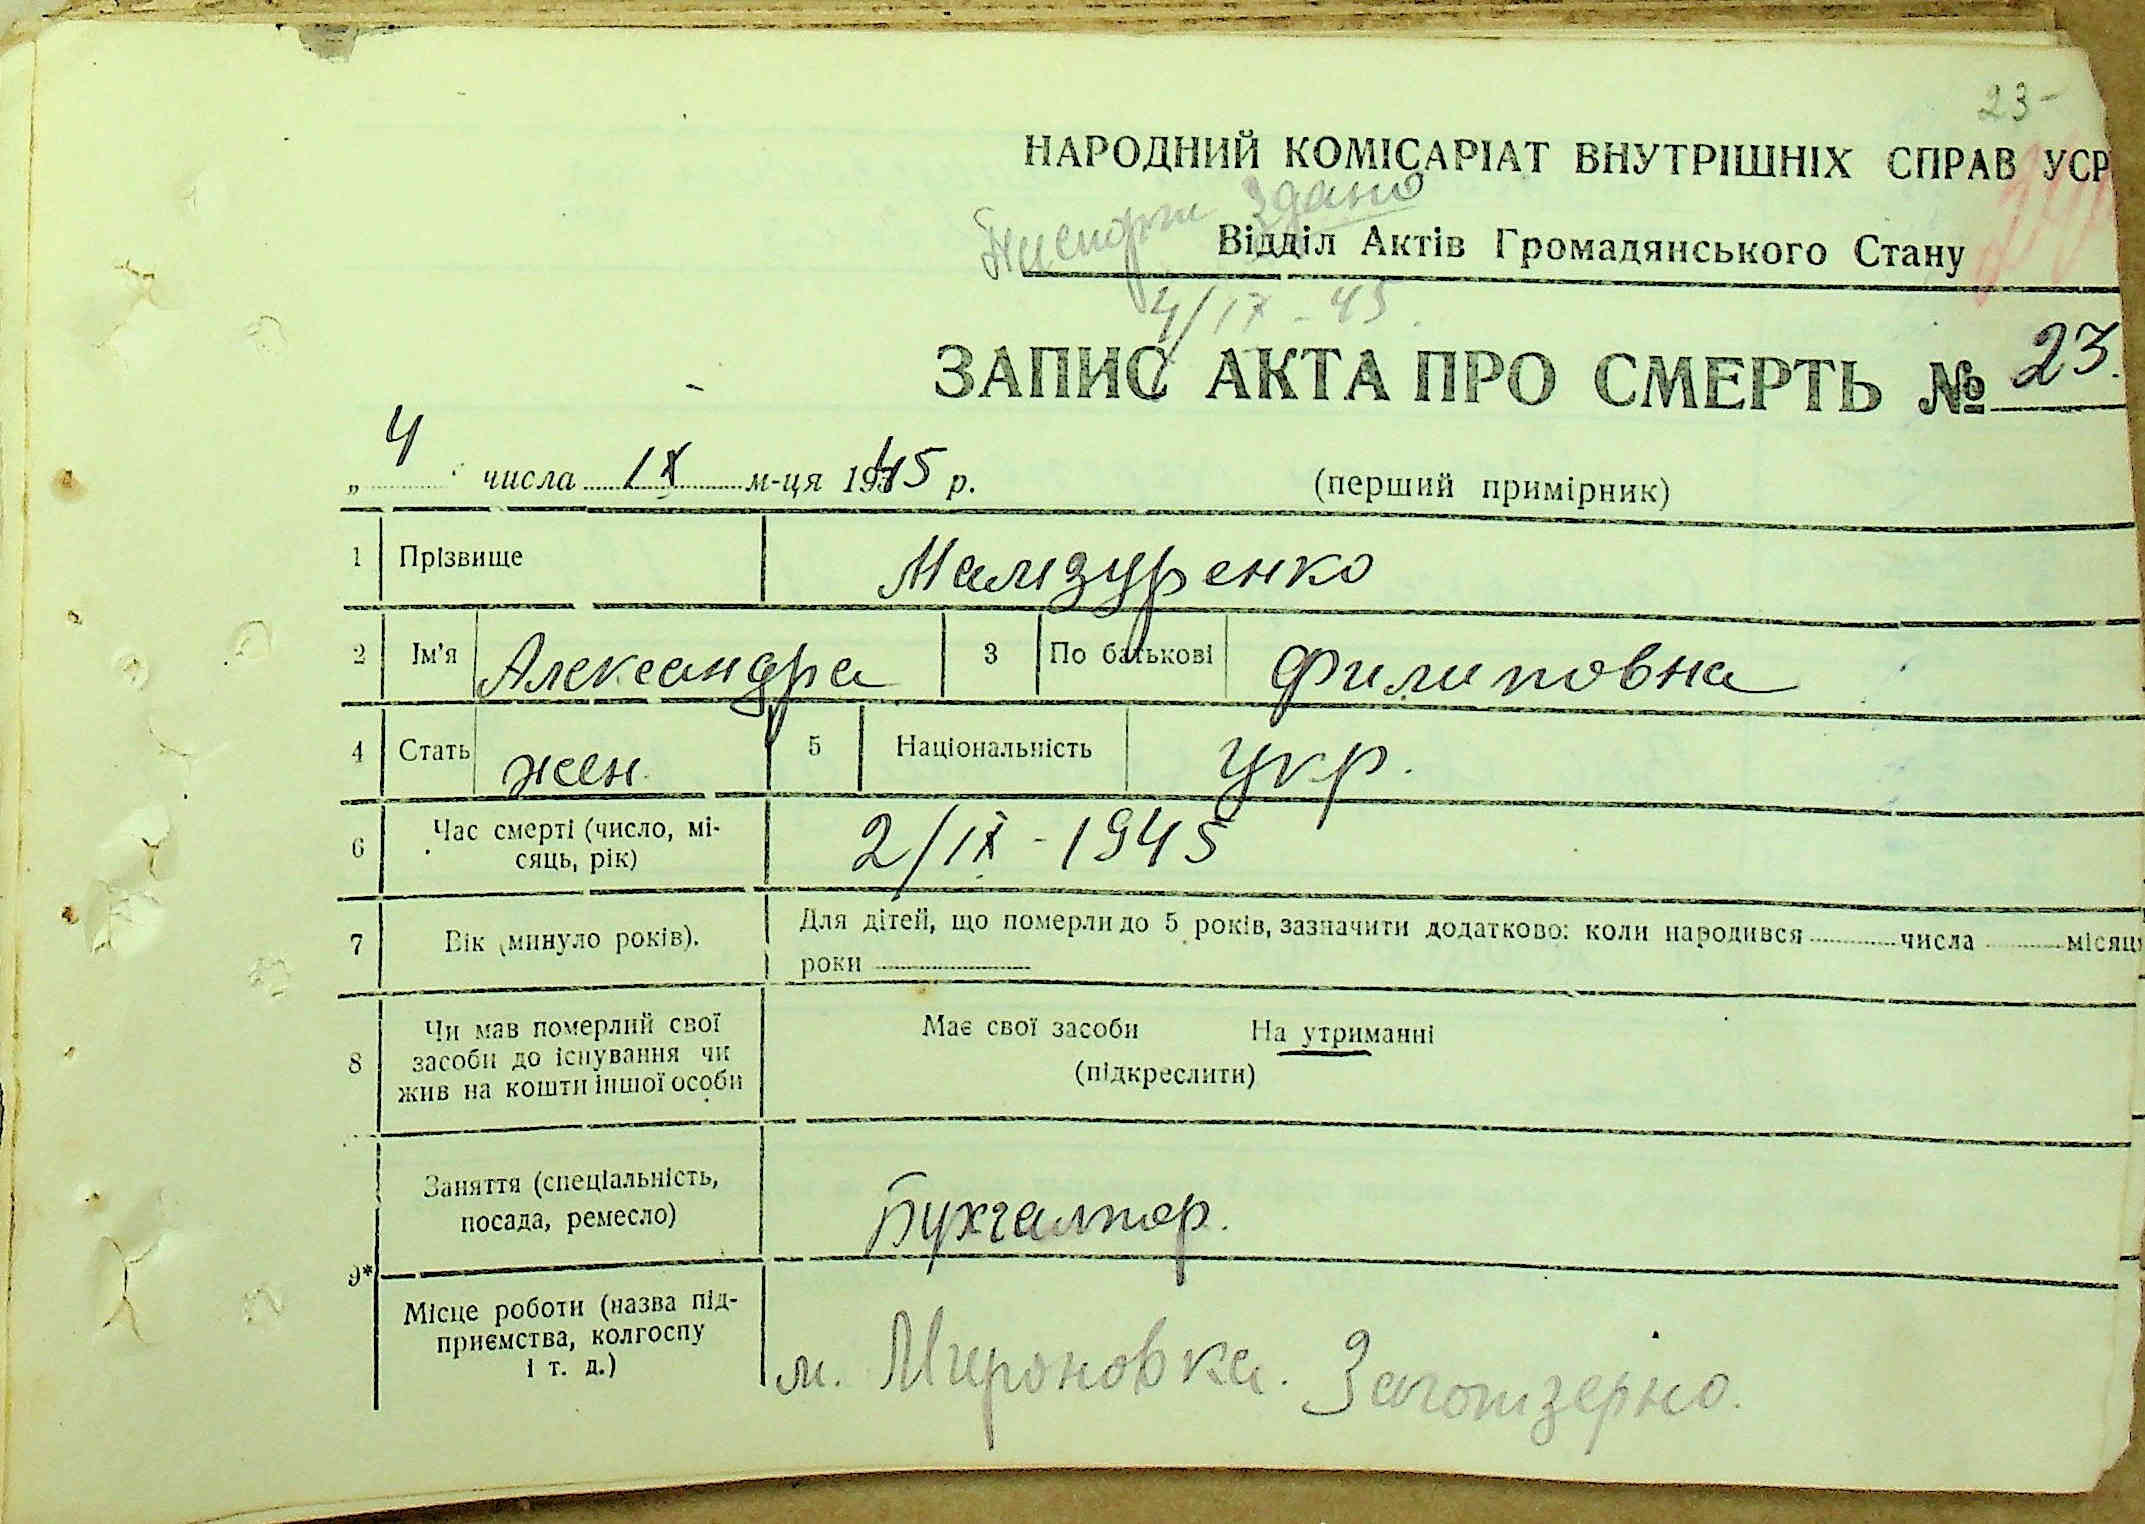 23-
НАРОДНИЙ КОМІСАРІАТ ВНУТРІШНІХ СПРАВ УСР
Паспорт здано
Відділ Актів Громадянського Стану
4/IX-45.
ЗАПИС АКТА ПРО СМЕРТЬ № 23.
„ 4 " числа IX м-ця 1945 р. (перший примірник)
1 Прізвище Мамзуренко
2 Ім'я Александра 3 По батькові Филиповна
4 Стать жен. 5 Національність укр.
6 Час смерті (число, мі-
сяць, рік) 2/IX-1945
7 Вік (минуло років). Для дітей, що померли до 5 років, зазначити додатково: коли народився числа місяц
роки
8 Чи мав померлий свої
засоби до існування чи
жив на кошти іншої особи
Має свої засоби На утриманні
(підкреслити)
9* Заняття (спеціальність,
посада, ремесло) Бухгалтер.
Місце роботи (назва під-
приємства, колгоспу
і т. д.) м. Мироновка. Заготзерно.